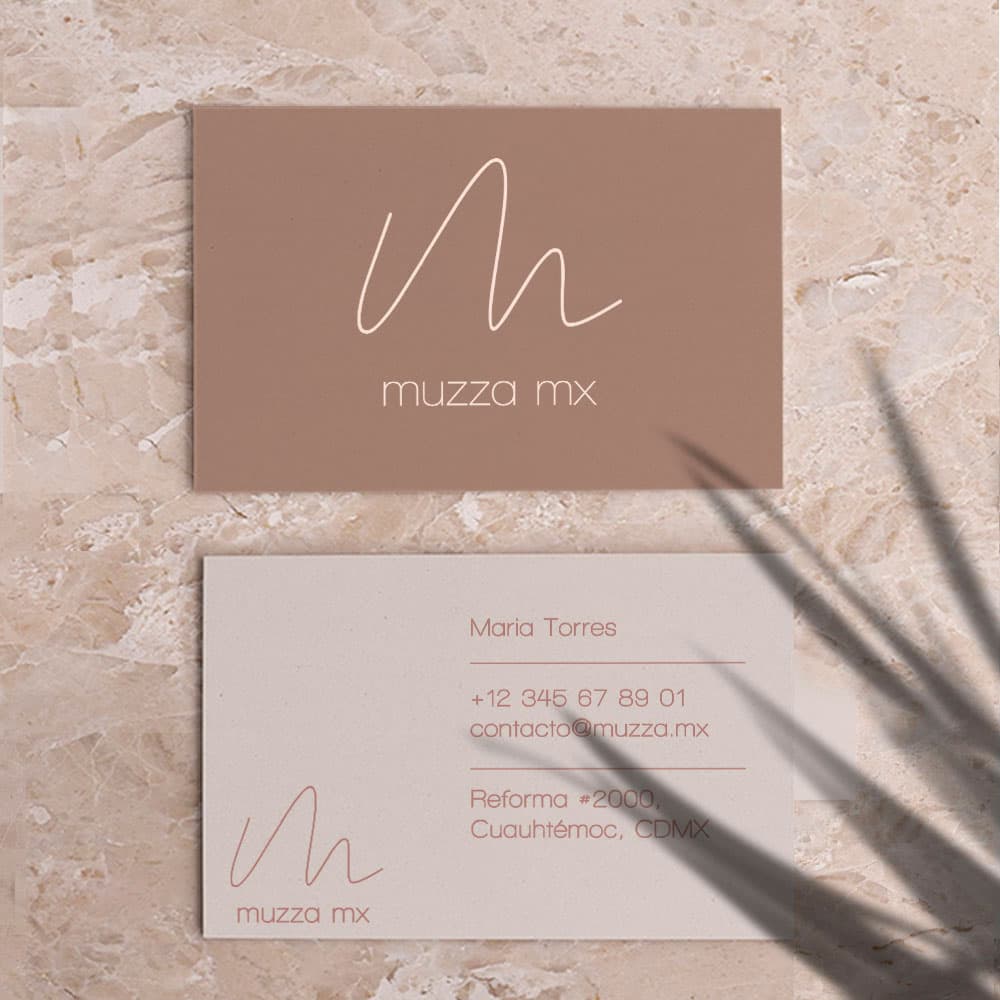 muzza mx
Maria Torres
+12 345 67 89 01
contacto@muzza.mx
Reforma #2000,
Cuauhtémoc, CDMX
muzza mx